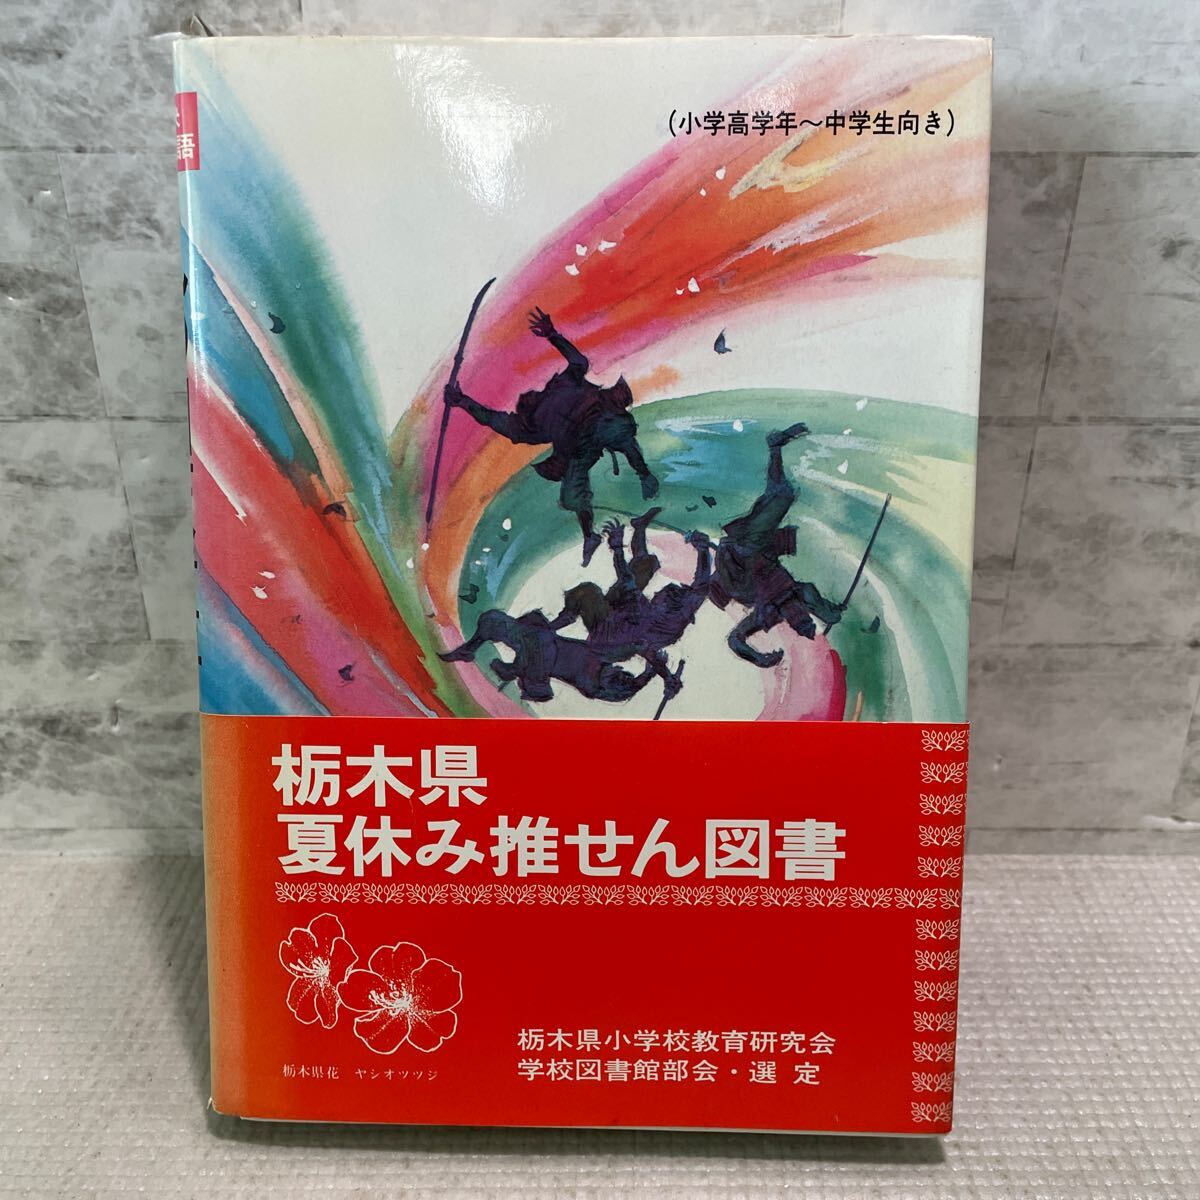 (小学高学年～中学生向き)
語
栃木県
夏休み推せん図書
栃木県花 ヤシオツツジ
栃木県小学校教育研究会
学校図書館部会・選 定